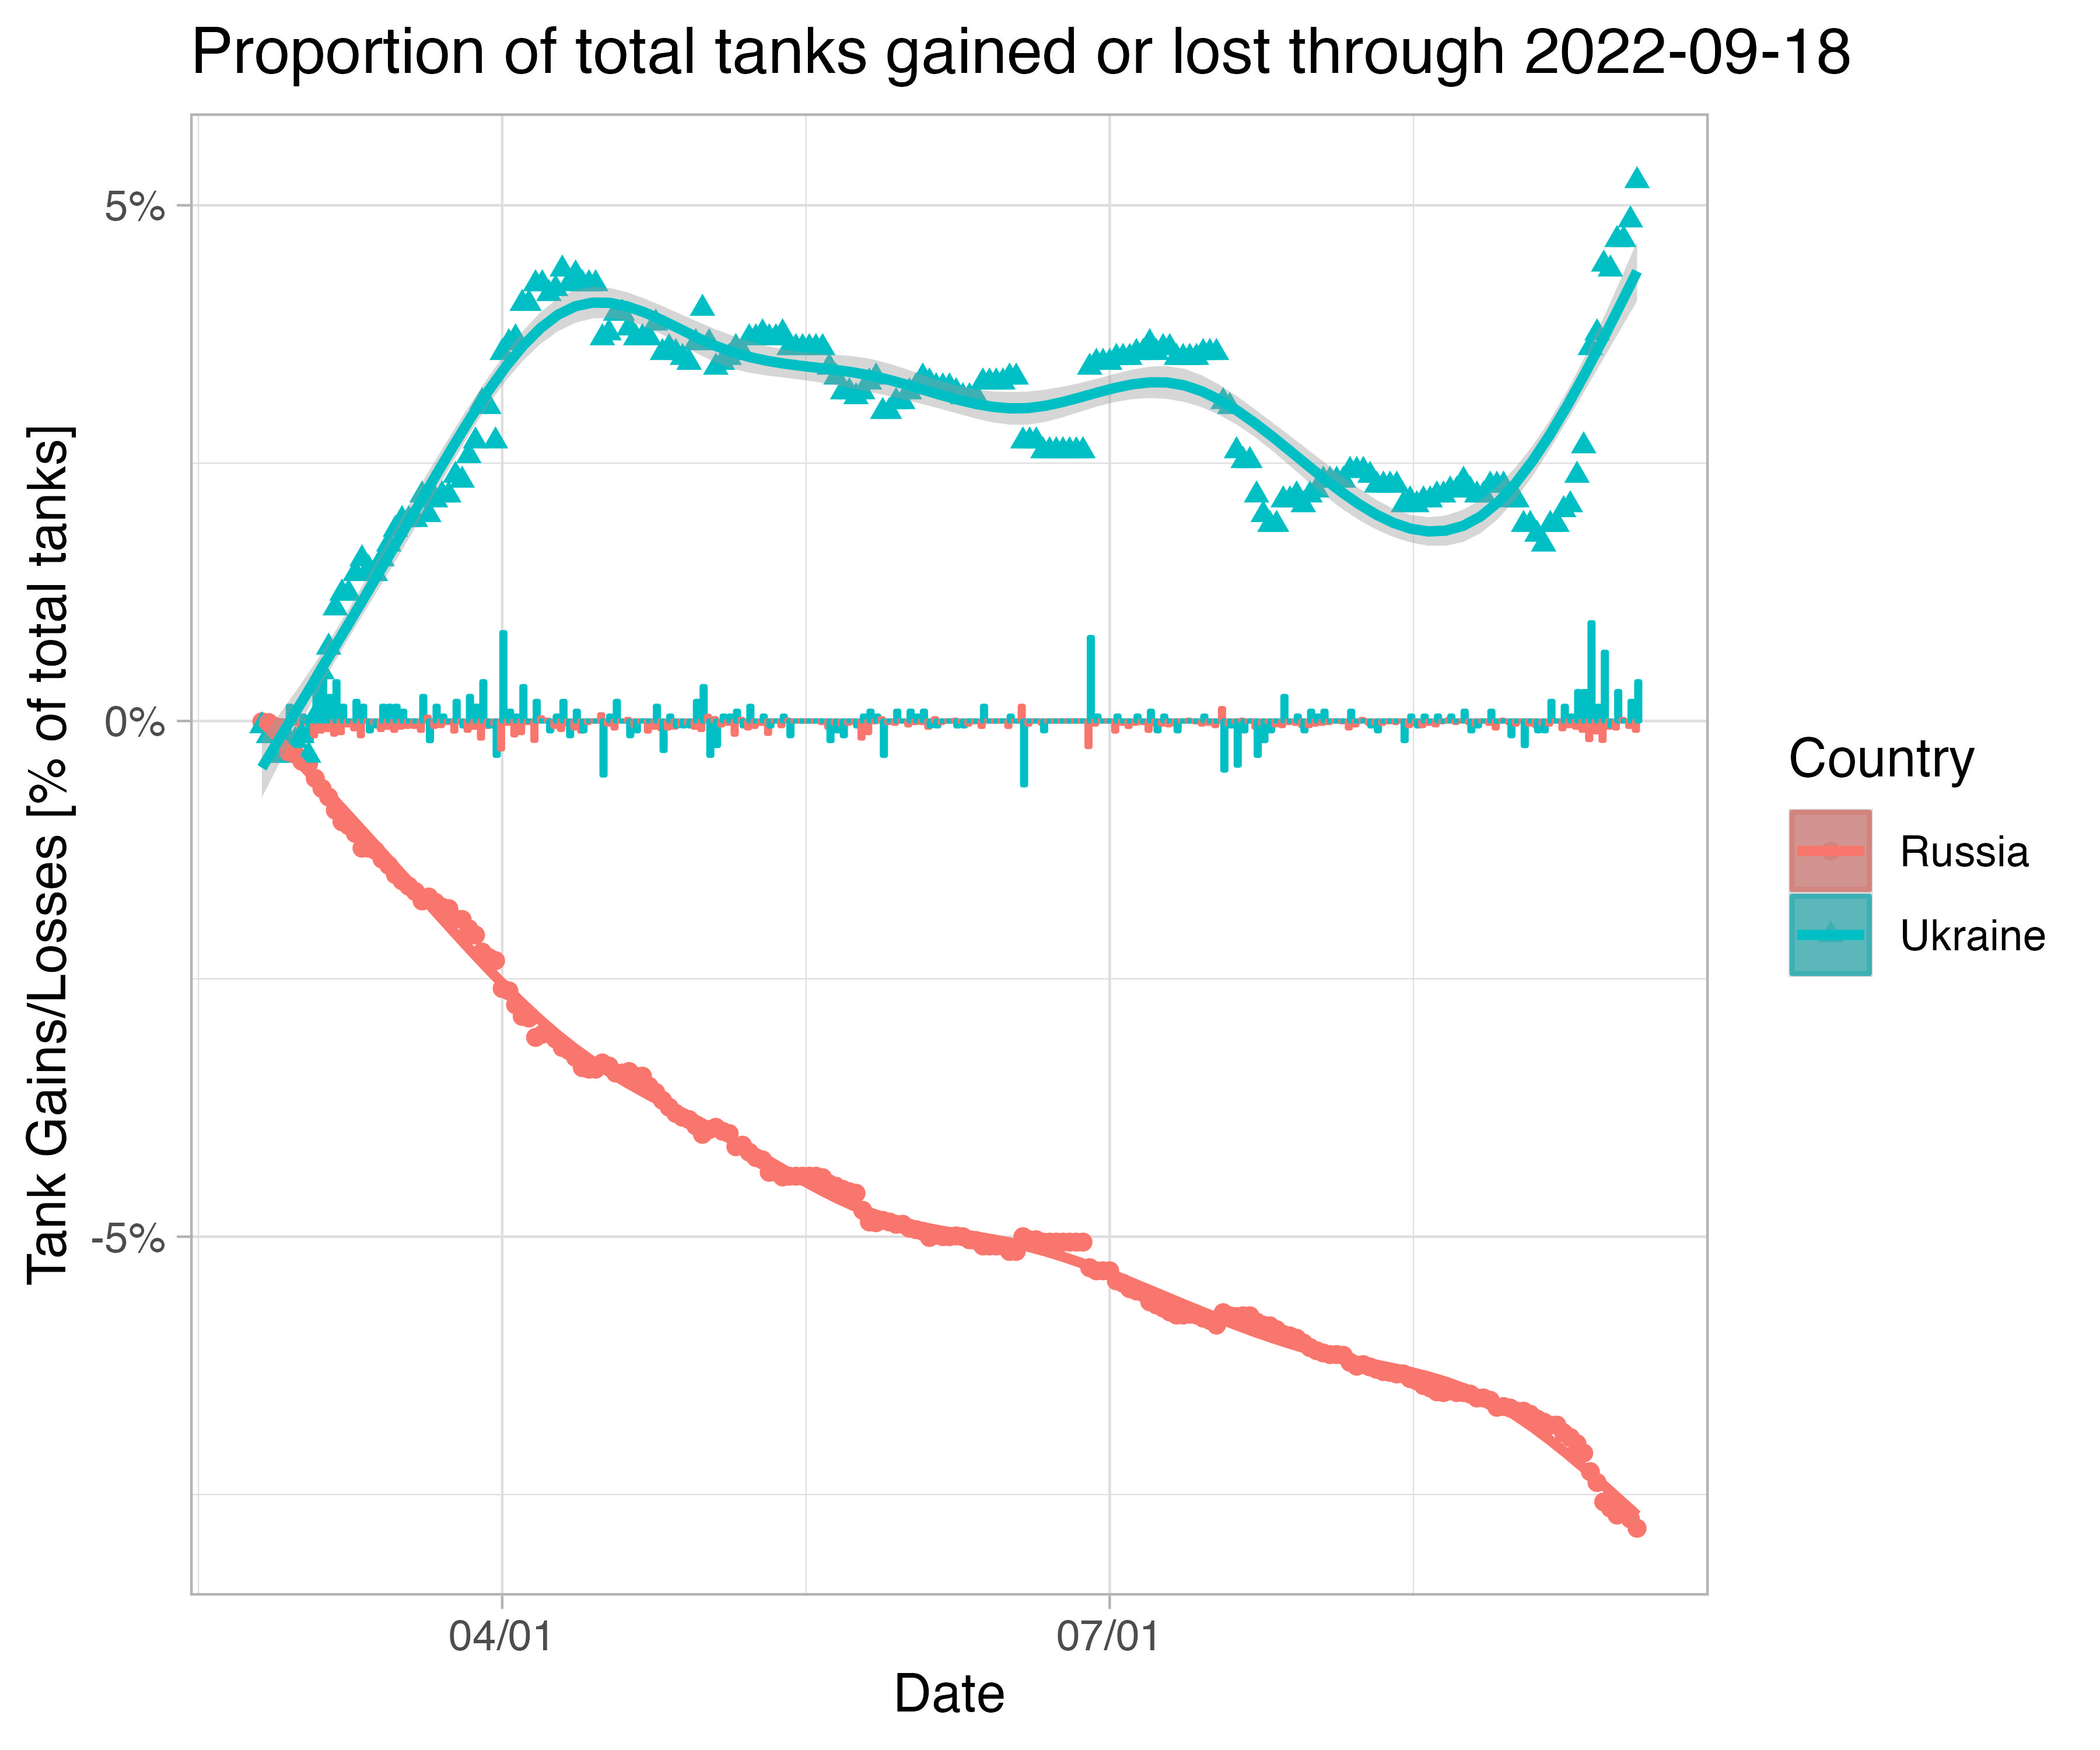 Proportion of total tanks gained or lost through 2022-09-18
Tank Gains/Losses [% of total tanks]
5%
0%
-5%
04/01
07/01
Date
Country
Russia
Ukraine